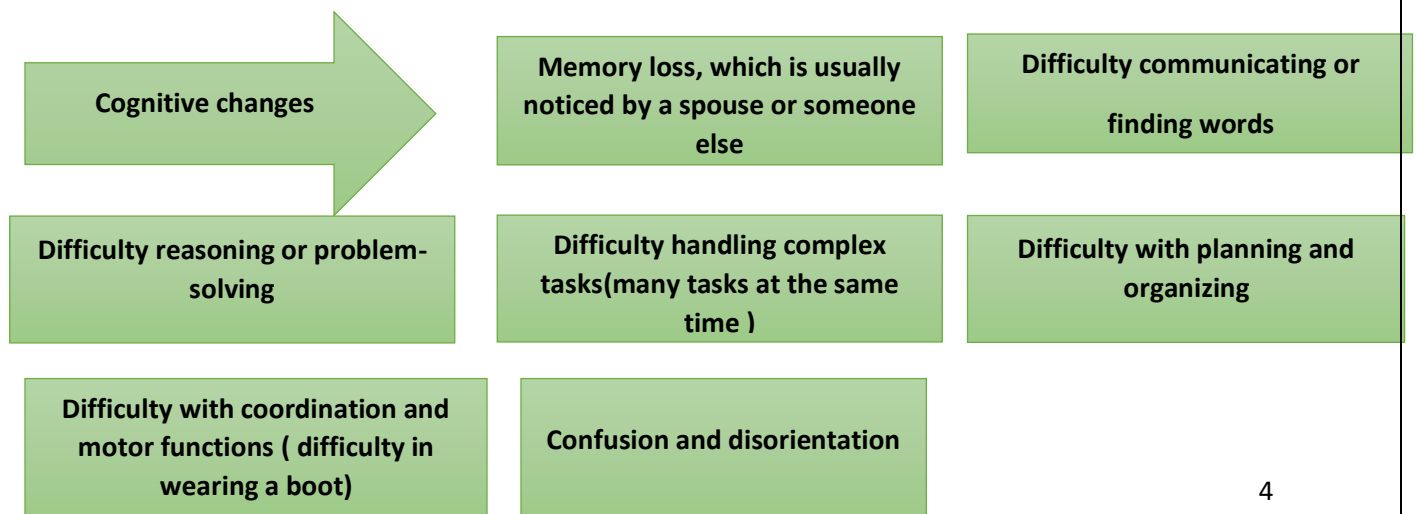 Cognitive changes
Memory loss, which is usually
noticed by a spouse or someone
else
Difficulty communicating or
finding words
Difficulty reasoning or problem-
solving
Difficulty handling complex
tasks(many tasks at the same
time )
Difficulty with planning and
organizing
Difficulty with coordination and
motor functions ( difficulty in
wearing a boot)
Confusion and disorientation
4